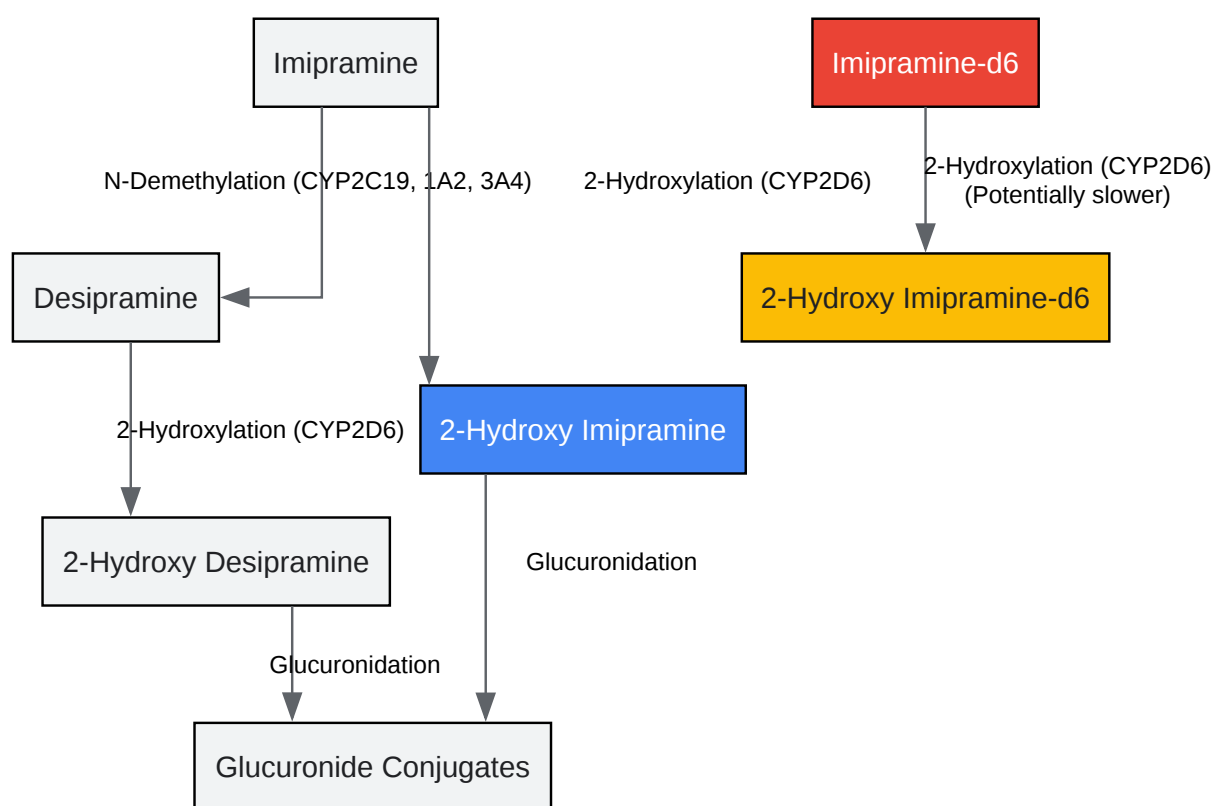 Imipramine
Imipramine-d6
N-Demethylation (CYP2C19, 1A2, 3A4)
2-Hydroxylation (CYP2D6)
2-Hydroxylation (CYP2D6)
(Potentially slower)
Desipramine
2-Hydroxy Imipramine-d6
2-Hydroxylation (CYP2D6)
2-Hydroxy Imipramine
2-Hydroxy Desipramine
Glucuronidation
Glucuronidation
Glucuronide Conjugates